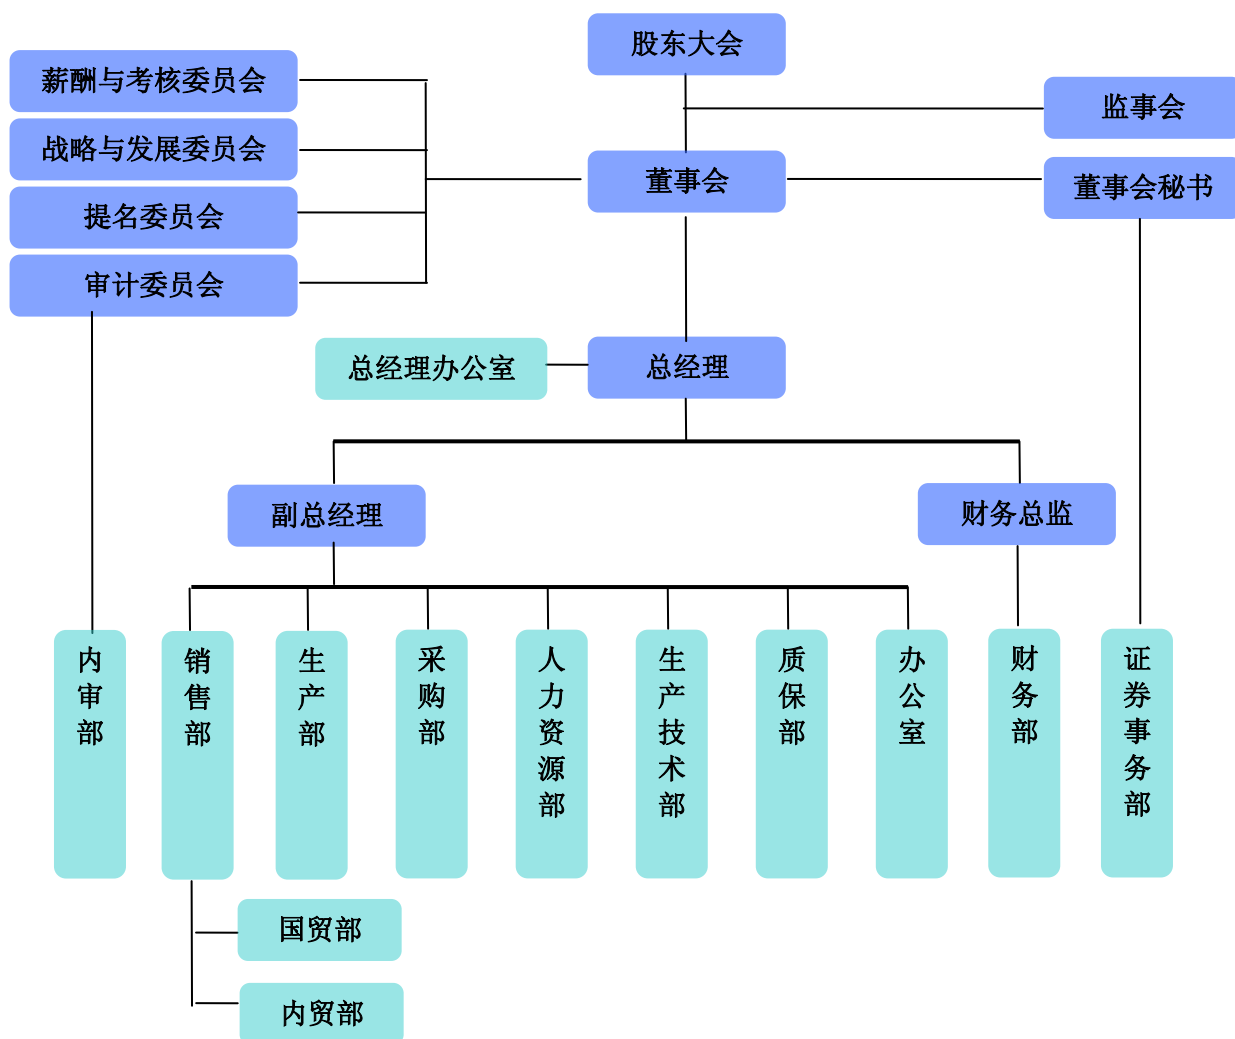 股东大会
薪酬与考核委员会
监事会
战略与发展委员会
董事会
董事会秘书
提名委员会
审计委员会
总经理办公室
总经理
副总经理
财务总监
内审部
销售部
生产部
采购部
人力资源部
生产技术部
质保部
办公室
财务部
证券事务部
国贸部
内贸部